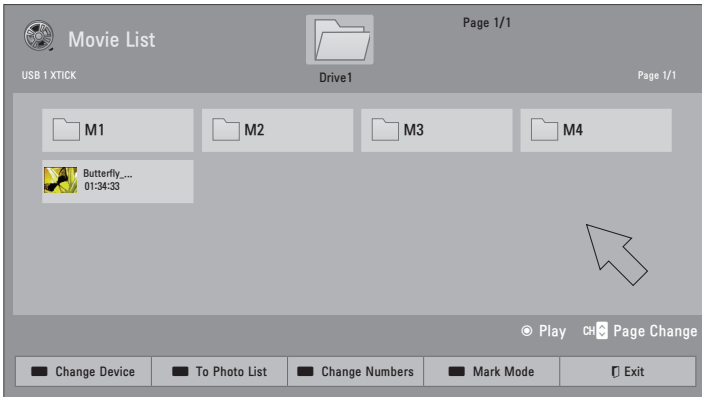 Movie List
Page 1/1
USB 1 XTICK
Drive1
Page 1/1
M1
M2
M3
M4
Butterfly_...
01:34:33
Play
CH
Page Change
Change Device
To Photo List
Change Numbers
Mark Mode
Exit